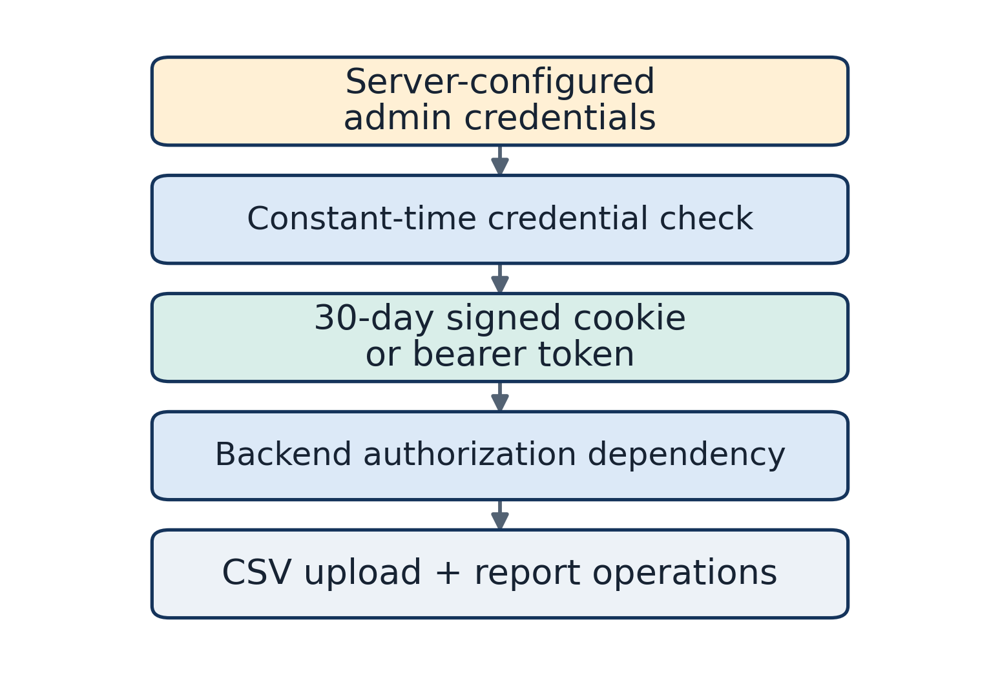 Server-configured
admin credentials
Constant-time credential check
30-day signed cookie
or bearer token
Backend authorization dependency
CSV upload + report operations